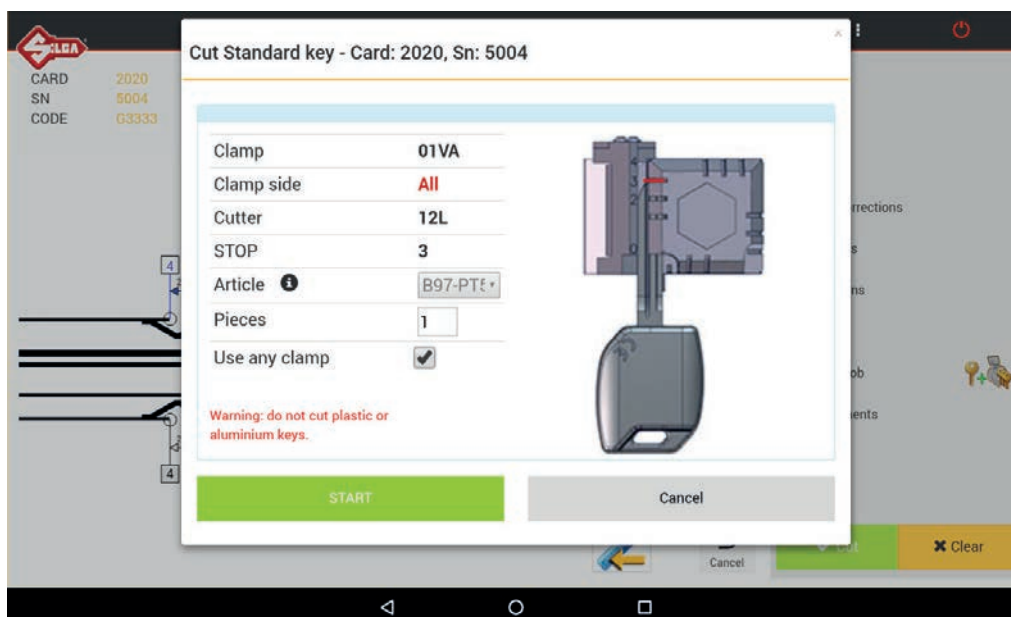 SILCA
Cut Standard key - Card: 2020, Sn: 5004
×
CARD 2020
SN 5004
CODE G3333
Clamp 01VA
Clamp side All
Cutter 12L
STOP 3
Article B97-PT5
Pieces 1
Use any clamp
Warning: do not cut plastic or
aluminium keys.
START
Cancel
4
3
2
0
rrections
s
ns
ob
ents
4
4
Cancel
Cut
Clear